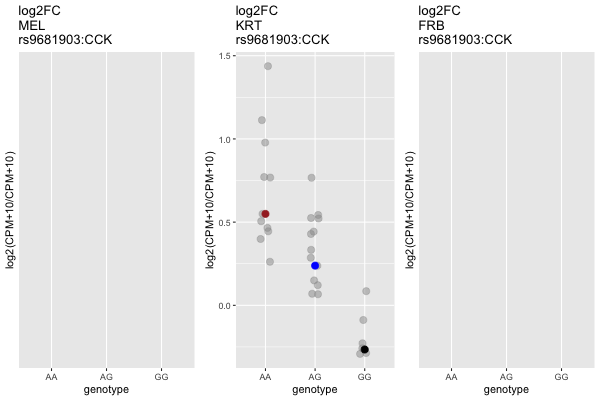 log2FC
MEL
rs9681903:CCK
log2(CPM+10/CPM+10)
AA AG GG
genotype
log2FC
KRT
rs9681903:CCK
log2(CPM+10/CPM+10)
1.5
1.0
0.5
0.0
AA AG GG
genotype
log2FC
FRB
rs9681903:CCK
log2(CPM+10/CPM+10)
AA AG GG
genotype